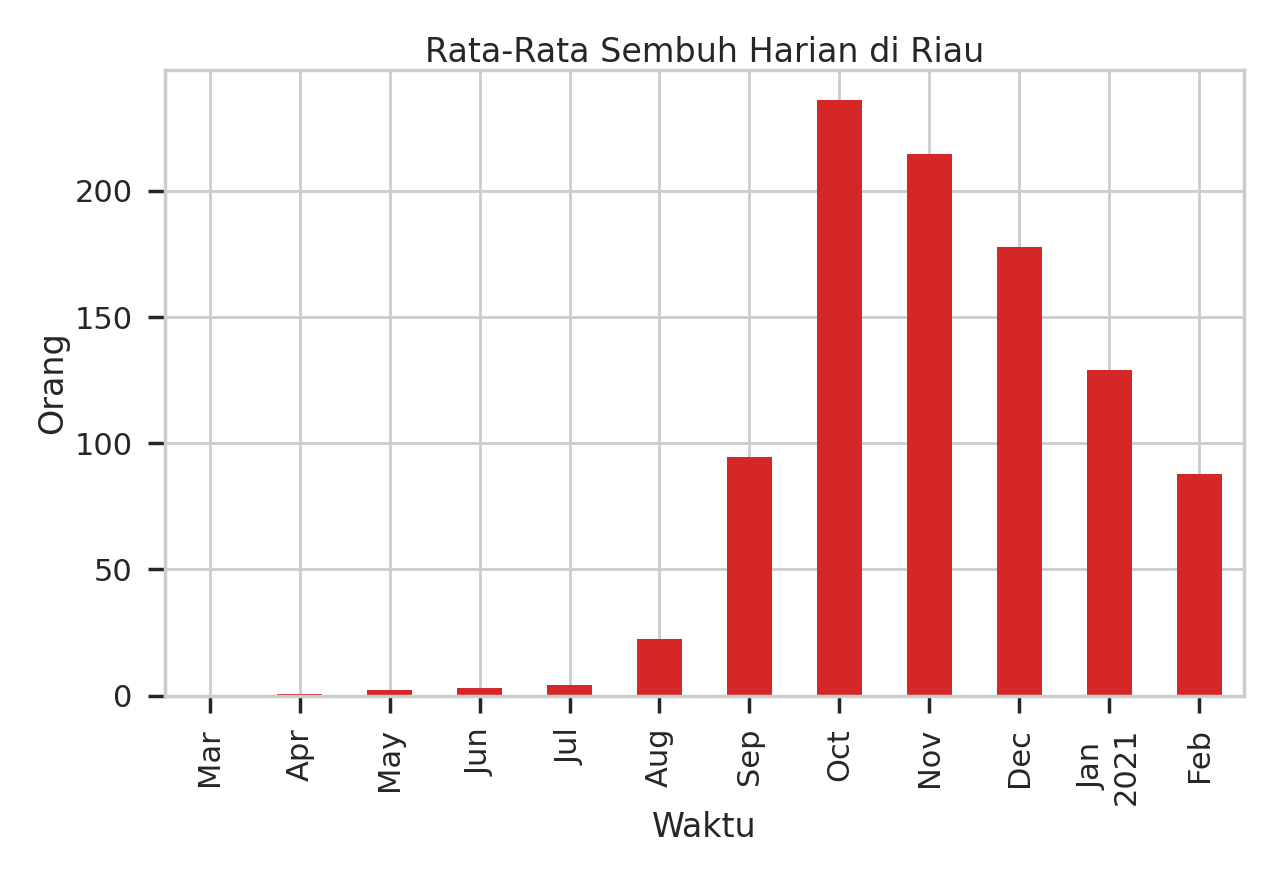 Rata-Rata Sembuh Harian di Riau
Orang
200
150
100
50
0
Mar
Apr
May
Jun
Jul
Aug
Sep
Oct
Nov
Dec
Jan
2021
Feb
Waktu